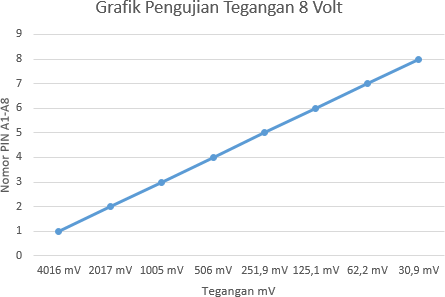 Grafik Pengujian Tegangan 8 Volt
9
8
7
6
5
4
3
2
1
0
Nomor PIN A1-A8
4016 mV 2017 mV 1005 mV 506 mV 251,9 mV 125,1 mV 62,2 mV 30,9 mV
Tegangan mV